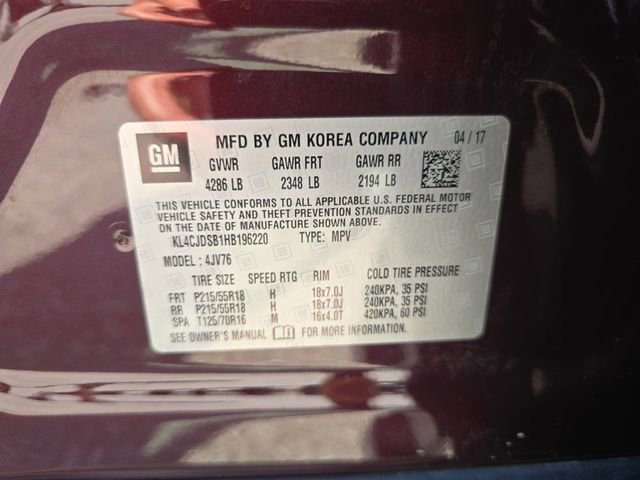 GM MFD BY GM KOREA COMPANY 04 / 17
GVWR GAWR FRT GAWR RR
4286 LB 2348 LB 2194 LB
THIS VEHICLE CONFORMS TO ALL APPLICABLE U.S. FEDERAL MOTOR
VEHICLE SAFETY AND THEFT PREVENTION STANDARDS IN EFFECT ON
THE DATE OF MANUFACTURE SHOWN ABOVE.
KL4CJDSB1HB196220 TYPE: MPV
MODEL: 4JV76
TIRE SIZE SPEED RTG RIM COLD TIRE PRESSURE
FRT P215/55R18 H 18x7.0J 240KPA, 35 PSI
RR P215/55R18 H 18x7.0J 240KPA, 35 PSI
SPA T125/70R16 M 16x4.0T 420KPA, 60 PSI
SEE OWNER'S MANUAL FOR MORE INFORMATION.